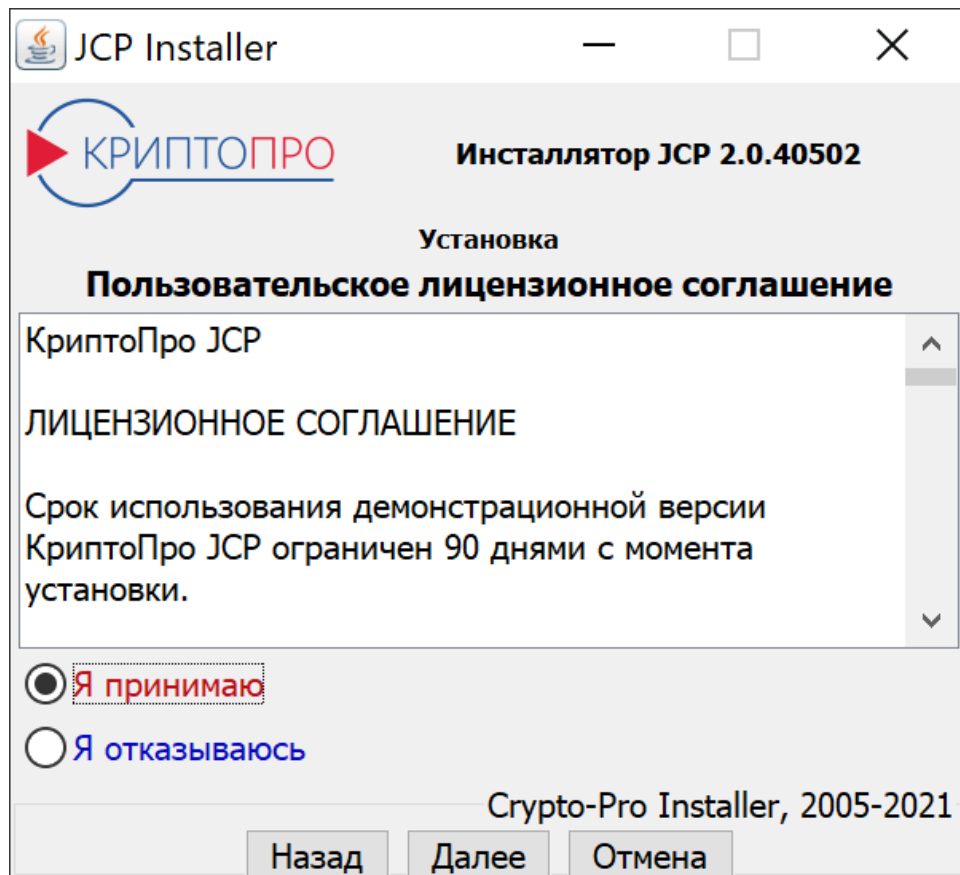 JCP Installer
КРИПТОПРО
Инсталлятор JCP 2.0.40502
Установка
Пользовательское лицензионное соглашение
КриптоПро JCP
ЛИЦЕНЗИОННОЕ СОГЛАШЕНИЕ
Срок использования демонстрационной версии
КриптоПро JCP ограничен 90 днями с момента
установки.
Я принимаю
Я отказываюсь
Crypto-Pro Installer, 2005-2021
Назад Далее Отмена